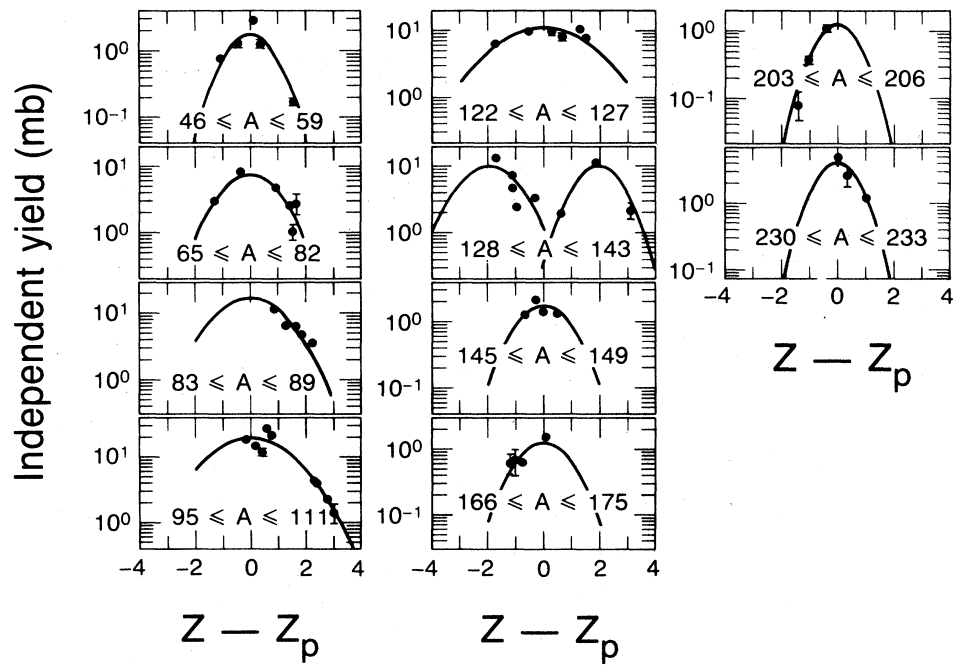 Independent yield (mb)
10⁰
10⁻¹
46 ⩽ A ⩽ 59
10¹
10⁰
65 ⩽ A ⩽ 82
10¹
10⁰
83 ⩽ A ⩽ 89
10¹
10⁰
95 ⩽ A ⩽ 111
−4 −2 0 2 4
Z — Zₚ
10¹
10⁰
122 ⩽ A ⩽ 127
10¹
10⁰
128 ⩽ A ⩽ 143
10⁰
10⁻¹
145 ⩽ A ⩽ 149
10⁰
10⁻¹
166 ⩽ A ⩽ 175
−4 −2 0 2 4
Z — Zₚ
10⁰
10⁻¹
203 ⩽ A ⩽ 206
10⁰
10⁻¹
230 ⩽ A ⩽ 233
−4 −2 0 2 4
Z — Zₚ